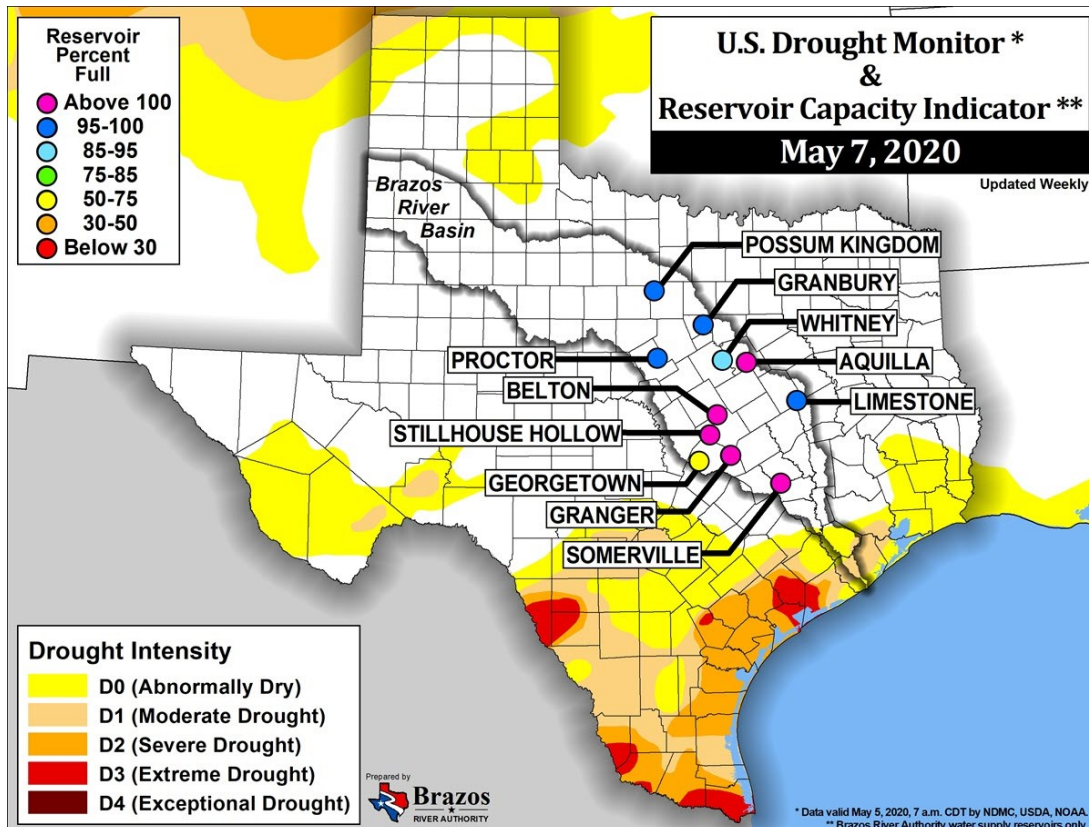 Reservoir
Percent
Full
Above 100
95-100
85-95
75-85
50-75
30-50
Below 30
U.S. Drought Monitor *
&
Reservoir Capacity Indicator **
May 7, 2020
Updated Weekly
Brazos
River
Basin
POSSUM KINGDOM
GRANBURY
WHITNEY
PROCTOR
AQUILLA
BELTON
LIMESTONE
STILLHOUSE HOLLOW
GEORGETOWN
GRANGER
SOMERVILLE
Drought Intensity
D0 (Abnormally Dry)
D1 (Moderate Drought)
D2 (Severe Drought)
D3 (Extreme Drought)
D4 (Exceptional Drought)
Prepared by
Brazos
RIVER AUTHORITY
* Data valid May 5, 2020, 7 a.m. CDT by NDMC, USDA, NOAA.
** Brazos River Authority water supply reservoirs only.